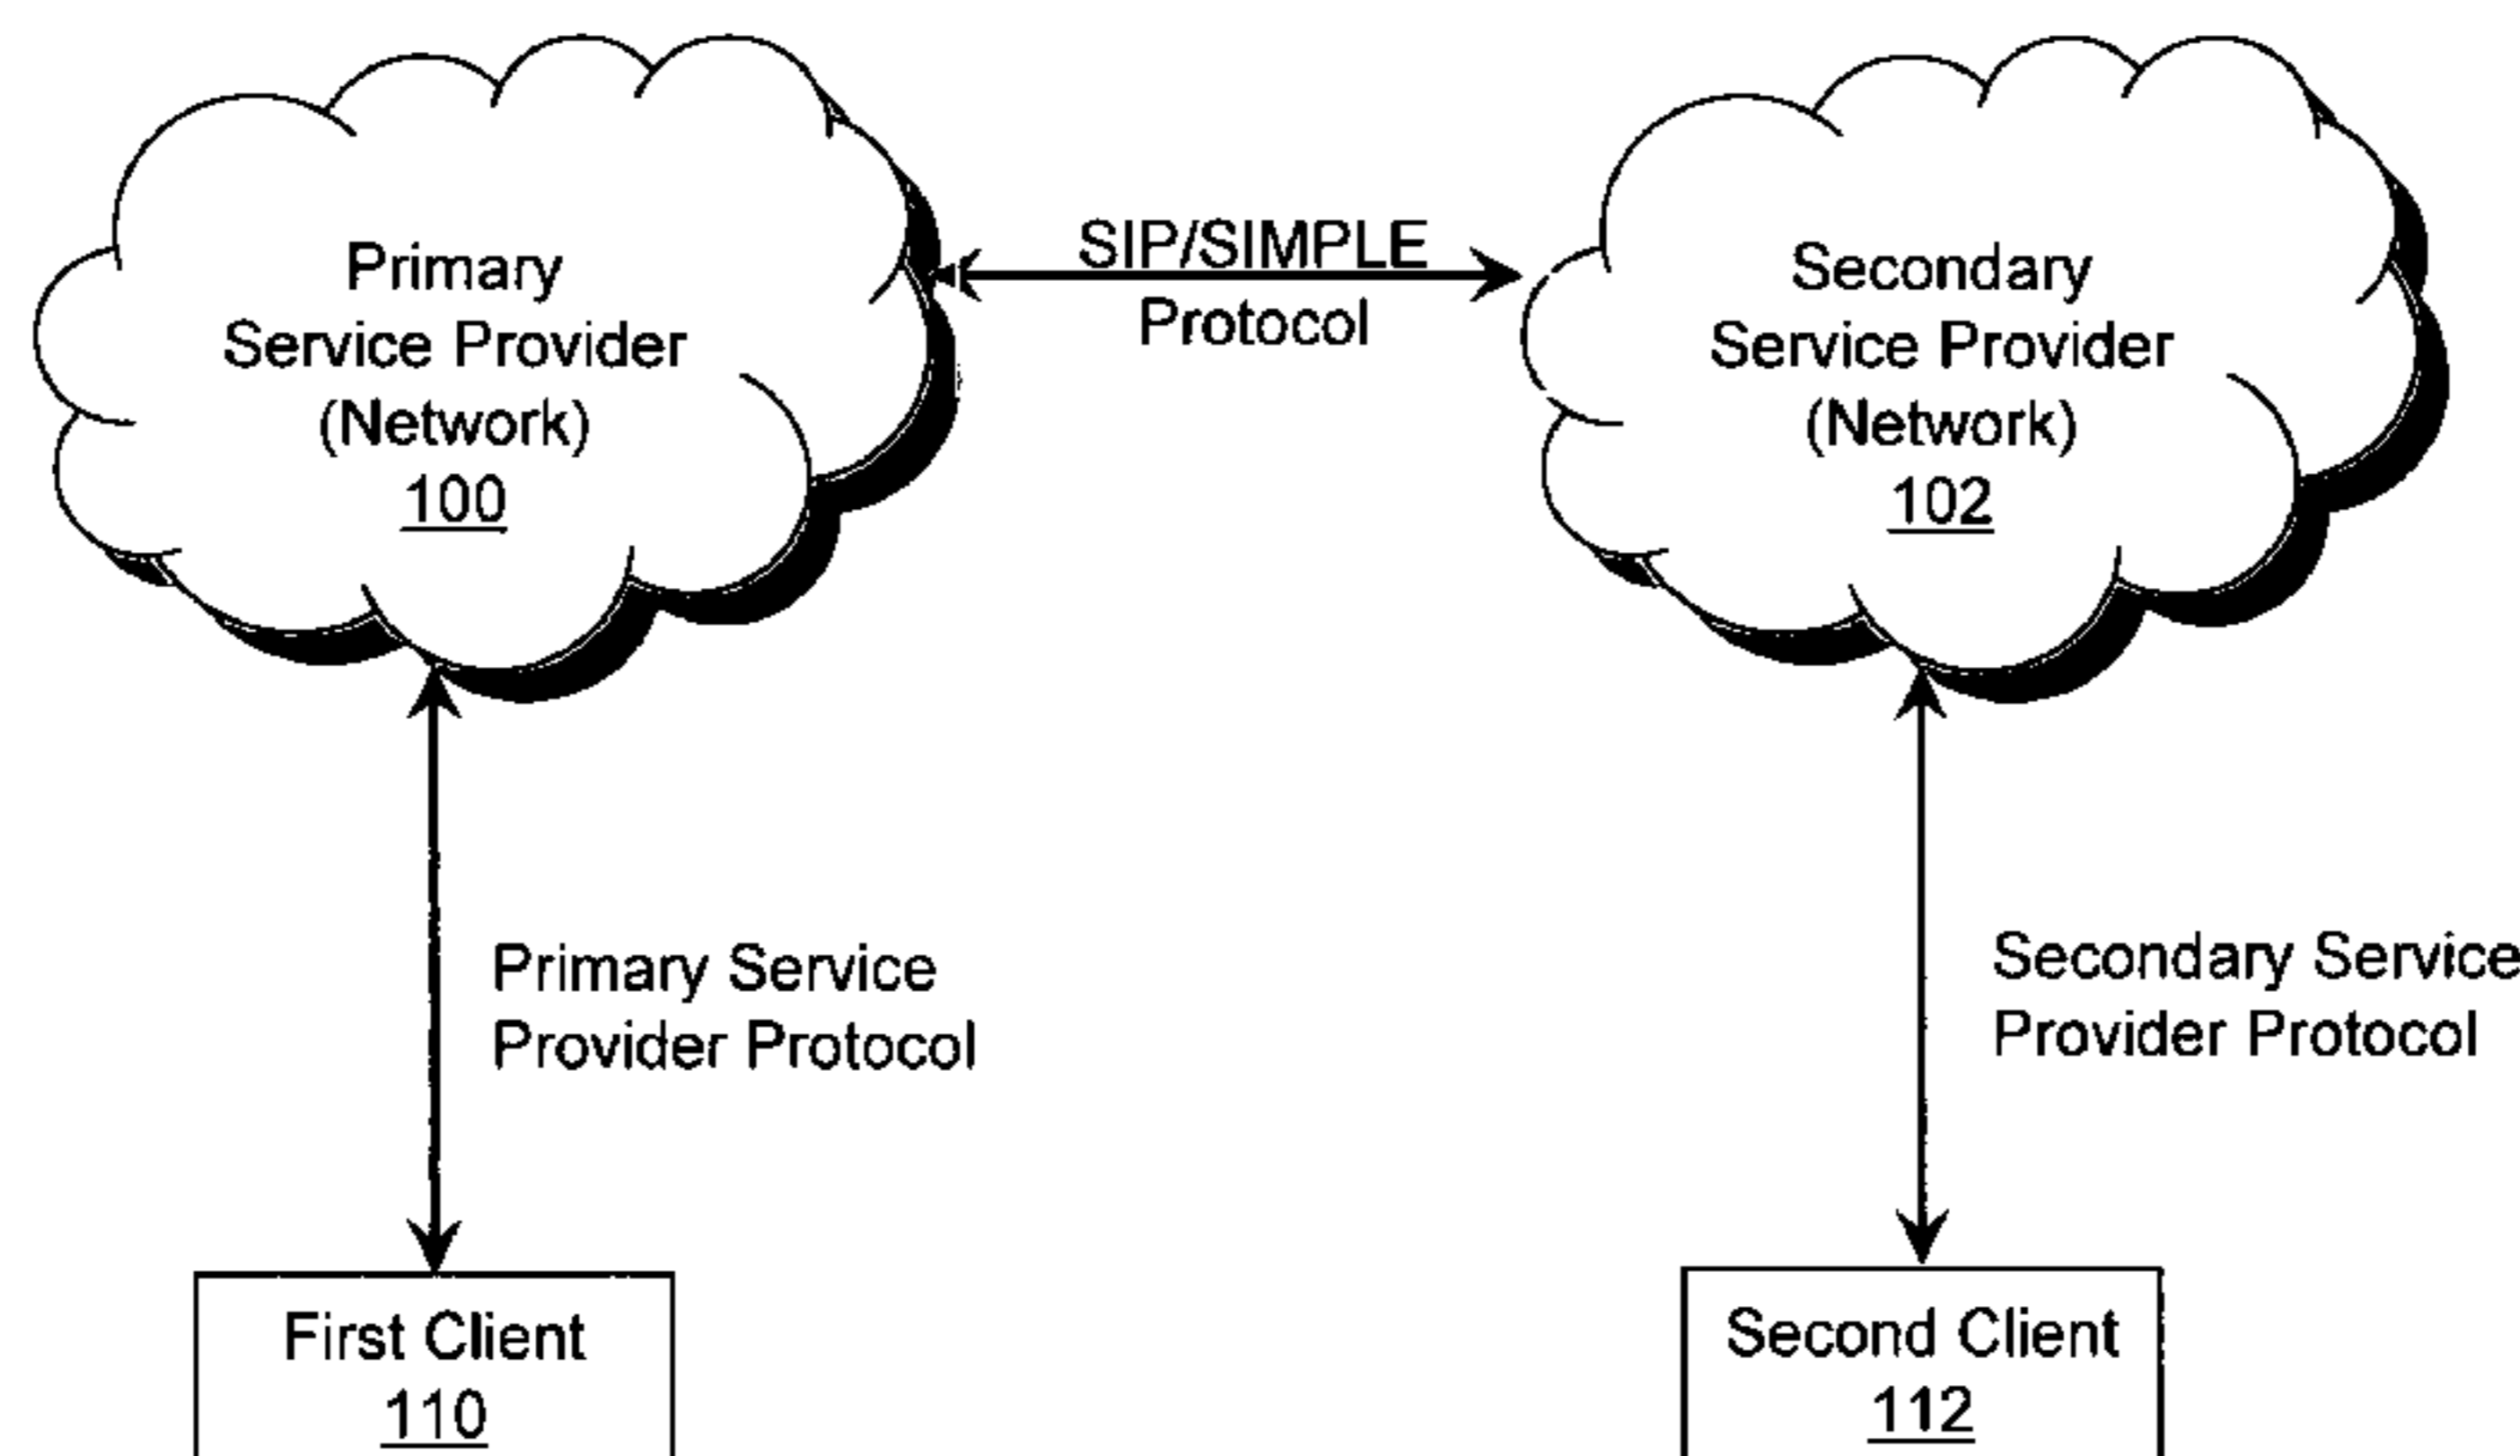 Primary
Service Provider
(Network)
100
SIP/SIMPLE
Protocol
Secondary
Service Provider
(Network)
102
Primary Service
Provider Protocol
Secondary Service
Provider Protocol
First Client
110
Second Client
112